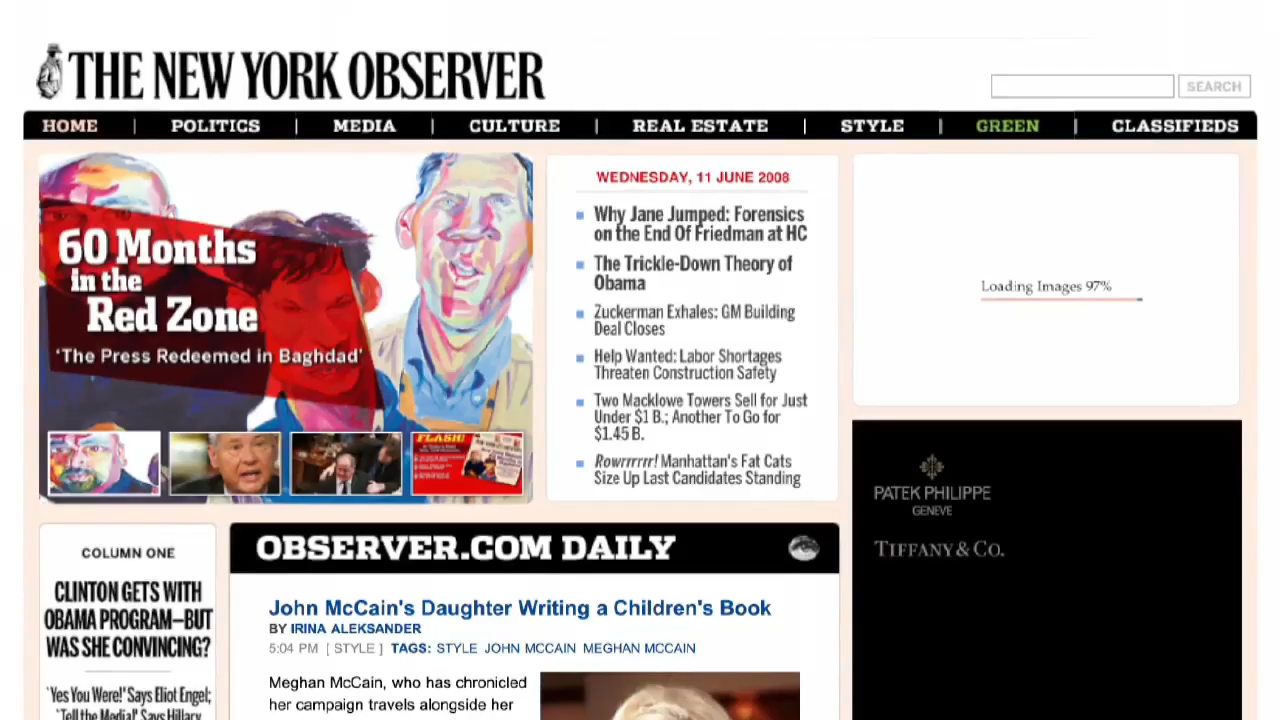 THE NEW YORK OBSERVER
SEARCH
HOME | POLITICS | MEDIA | CULTURE | REAL ESTATE | STYLE | GREEN | CLASSIFIEDS
60 Months
in the
Red Zone
'The Press Redeemed in Baghdad'
FLASH!
WEDNESDAY, 11 JUNE 2008
Why Jane Jumped: Forensics
on the End Of Friedman at HC
The Trickle-Down Theory of
Obama
Zuckerman Exhales: GM Building
Deal Closes
Help Wanted: Labor Shortages
Threaten Construction Safety
Two Macklowe Towers Sell for Just
Under $1 B.; Another To Go for
$1.45 B.
Rowrrrrrr! Manhattan's Fat Cats
Size Up Last Candidates Standing
Loading Images 97%
PATEK PHILIPPE
GENEVE
TIFFANY & CO.
COLUMN ONE
CLINTON GETS WITH
OBAMA PROGRAM–BUT
WAS SHE CONVINCING?
'Yes You Were!' Says Eliot Engel;
'Tell the Media!' Says Hillary
OBSERVER.COM DAILY
John McCain's Daughter Writing a Children's Book
BY IRINA ALEKSANDER
5:04 PM [ STYLE ] TAGS: STYLE JOHN MCCAIN MEGHAN MCCAIN
Meghan McCain, who has chronicled
her campaign travels alongside her